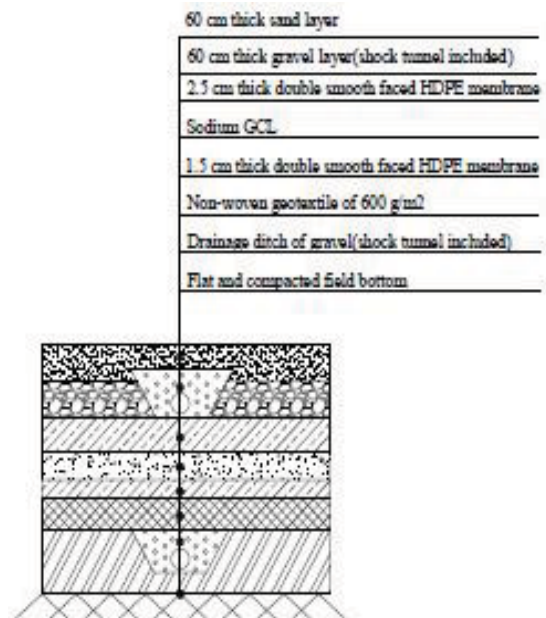 60 cm thick sand layer
60 cm thick gravel layer(shock tunnel included)
2.5 cm thick double smooth faced HDPE membrane
Sodium GCL
1.5 cm thick double smooth faced HDPE membrane
Non-woven geotextile of 600 g/m2
Drainage ditch of gravel(shock tunnel included)
Flat and compacted field bottom